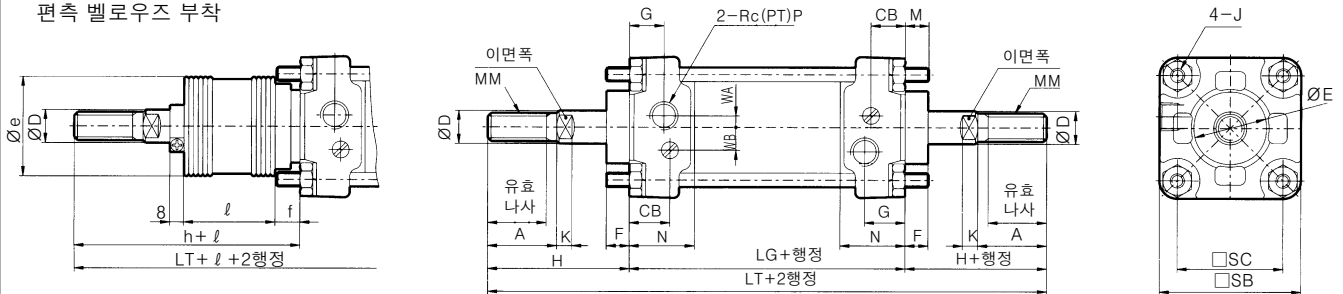 편측 벨로우즈 부착
Øe
ØD
8
ℓ
f
h+ ℓ
LT+ ℓ +2행정
G
2-Rc(PT)P
CB
M
이면폭
MM
이면폭
MM
ØD
WA
WB
ØD
유효
나사
CB
G
유효
나사
A
K
F
N
N
F
K
A
H
LG+행정
H+행정
LT+2행정
4-J
ØE
□SC
□SB